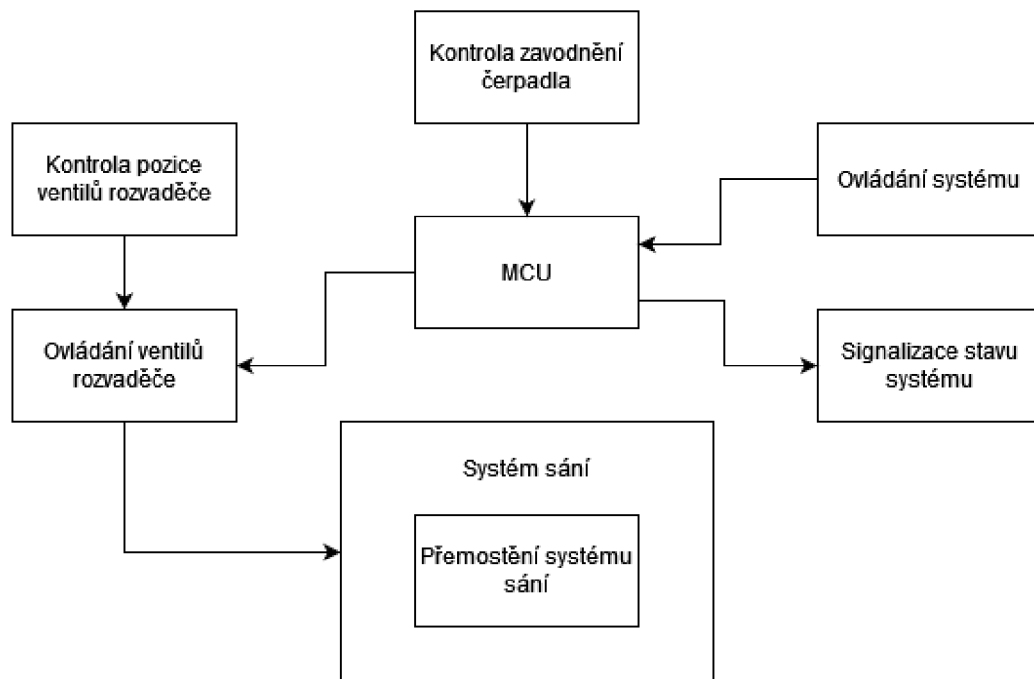 Kontrola zavodnění
čerpadla
Kontrola pozice
ventilů rozvaděče
Ovládání systému
MCU
Ovládání ventilů
rozvaděče
Signalizace stavu
systému
Systém sání
Přemostění systému
sání